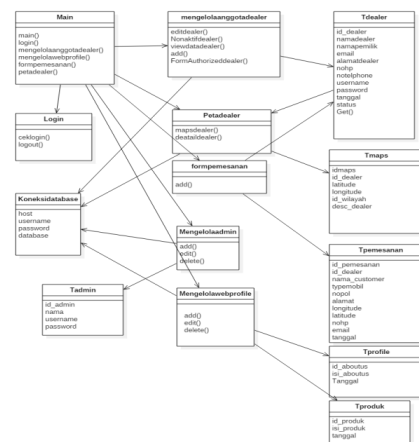 Main
main()
login()
mengelolaanggotadealer()
mengelolawebprofile()
formpemesanan()
petadealer()
mengelolaanggotadealer
editdealer()
Nonaktifdealer()
viewdatadealer()
add()
FormAuthorizeddealer()
Tdealer
id_dealer
namadealer
namapemilik
email
alamatdealer
nohp
notelphone
username
password
tanggal
status
Get()
Login
ceklogin()
logout()
Petadealer
mapsdealer()
deataildealer()
formpemesanan
add()
Tmaps
idmaps
id_dealer
latitude
longitude
id_wilayah
desc_dealer
Koneksidatabase
host
username
password
database
Mengelolaadmin
add()
edit()
delete()
Tpemesanan
id_pemesanan
id_dealer
nama_customer
typemobil
nopol
alamat
longitude
latitude
nohp
email
tanggal
Tadmin
id_admin
nama
username
password
Mengelolawebprofile
add()
edit()
delete()
Tprofile
id_aboutus
isi_aboutus
Tanggal
Tproduk
id_produk
isi_produk
tanggal